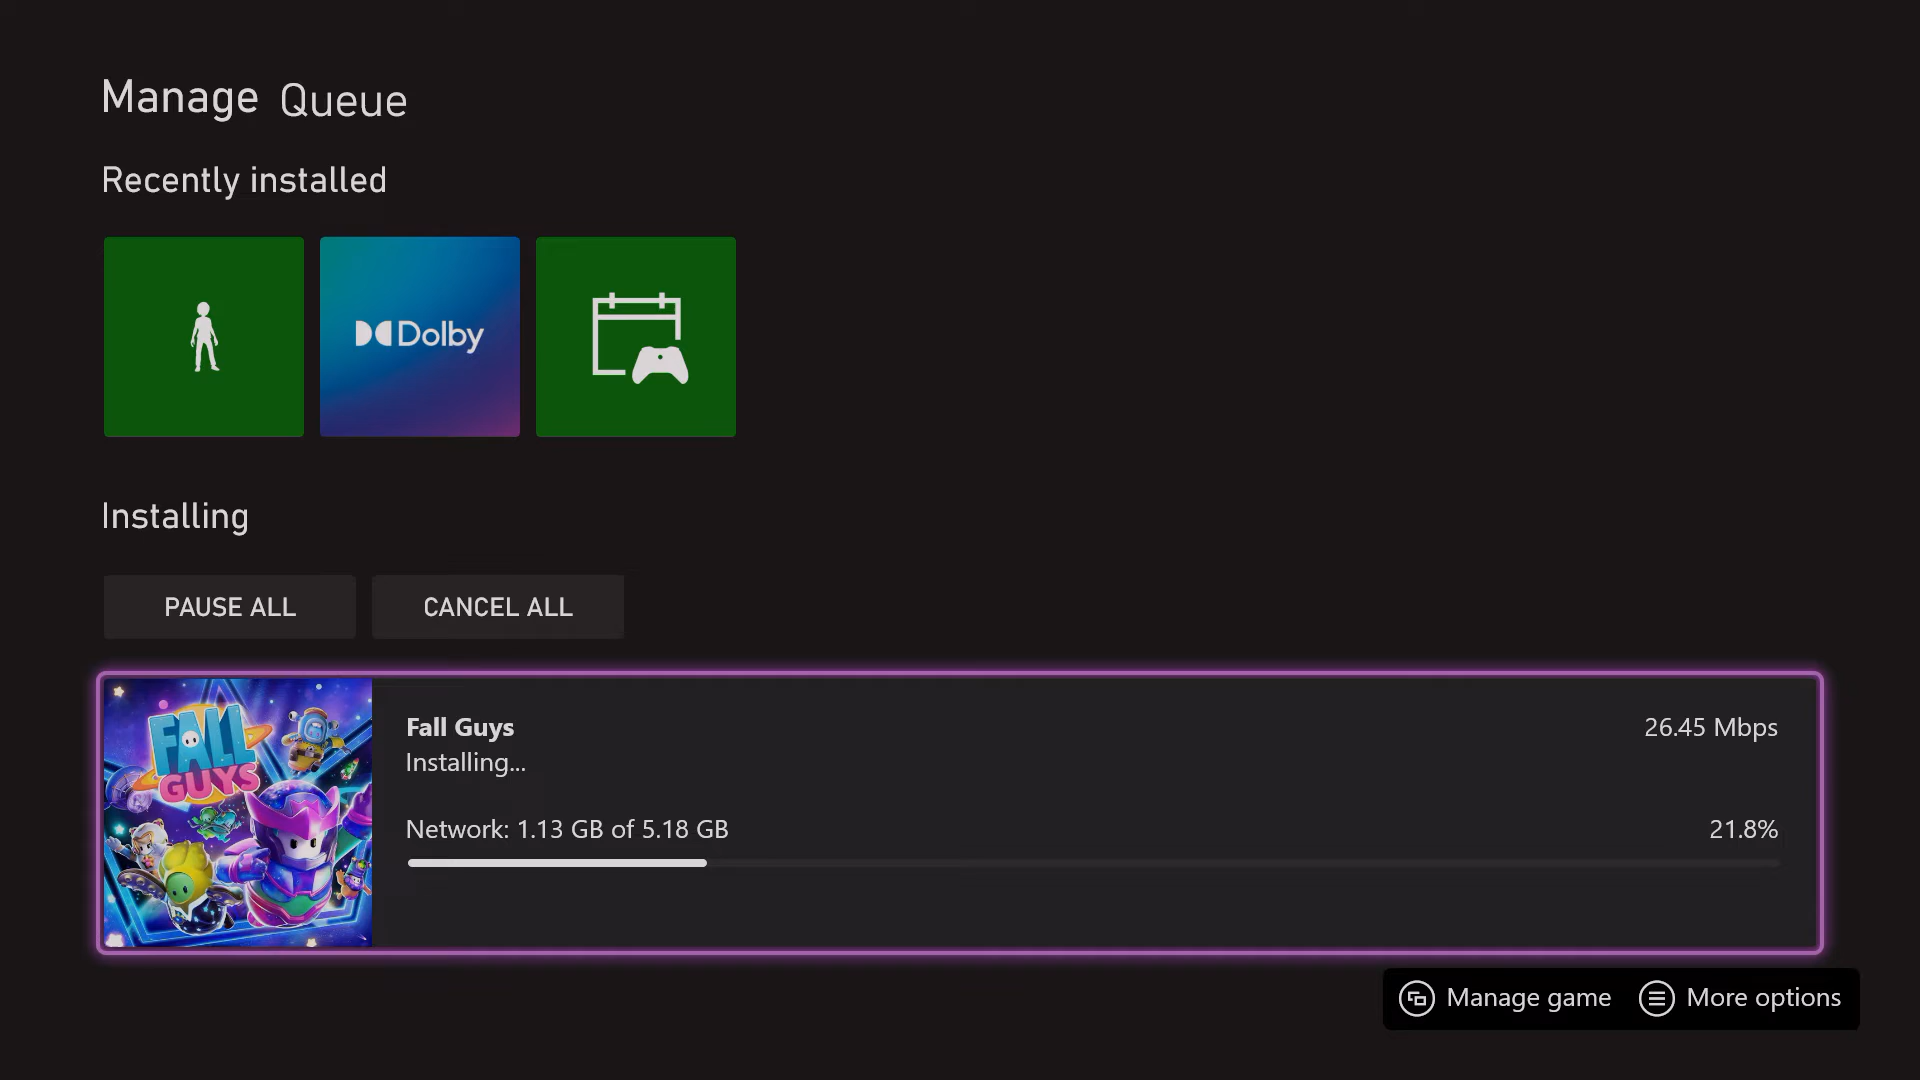 Manage Queue
Recently installed
Dolby
Installing
PAUSE ALL
CANCEL ALL
FALL
GUYS
Fall Guys
26.45 Mbps
Installing...
Network: 1.13 GB of 5.18 GB
21.8%
Manage game
More options